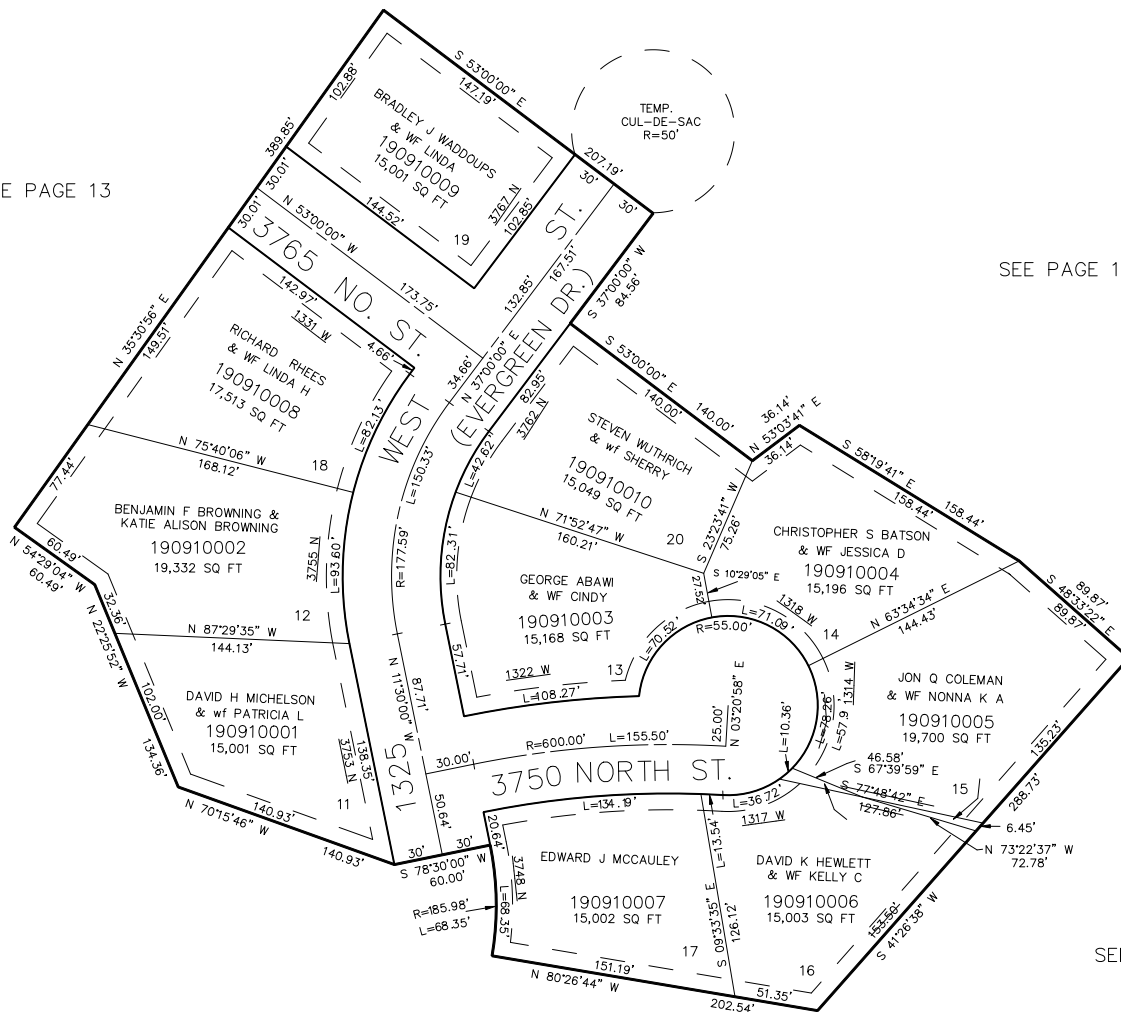 S 53°00'00" E
147.19'
102.88'
389.85'
BRADLEY J WADDOUPS
& WF LINDA
190910009
15,001 SQ FT
3767 N
102.85'
144.52'
19
TEMP.
CUL-DE-SAC
R=50'
207.19'
30'
30'
E PAGE 13
SEE PAGE 1
30.01'
30.01'
N 53°00'00" W
173.75'
3765 NO. ST.
ST.
167.51'
132.85'
S 37°00'00" W
84.56'
N 37°00'00" E
34.66'
WEST
(EVERGREEN DR.)
142.97'
1331 W
4.66'
N 35°30'56" E
149.51'
RICHARD RHEES
& WF LINDA H
190910008
17,513 SQ FT
L=82.13'
18
N 75°40'06" W
168.12'
77.44'
S 53°00'00" E
140.00'
140.00'
82.95'
3762 N
L=42.62'
STEVEN WUTHRICH
& wf SHERRY
190910010
15,049 SQ FT
20
N 71°52'47" W
160.21'
S 23°23'41" W
75.26'
36.14'
N 53°03'41" E
36.14'
S 58°19'41" E
158.44'
158.44'
L=150.33'
R=177.59'
BENJAMIN F BROWNING &
KATIE ALISON BROWNING
190910002
19,332 SQ FT
3755 N
L=93.60'
12
N 54°29'04" W
60.49'
60.49'
32.36'
N 22°25'52" W
N 87°29'35" W
144.13'
GEORGE ABAWI
& WF CINDY
190910003
15,168 SQ FT
L=82.31'
57.71'
1322 W
13
L=108.27'
L=70.52'
S 10°29'05" E
27.52'
R=55.00'
L=71.09'
1318 W
CHRISTOPHER S BATSON
& WF JESSICA D
190910004
15,196 SQ FT
14
N 63°34'34" E
144.43'
S 48°33'22" E
89.87'
89.87'
JON Q COLEMAN
& WF NONNA K A
190910005
19,700 SQ FT
1314 W
L=78.26'
L=57.9
15
135.23'
288.73'
DAVID H MICHELSON
& wf PATRICIA L
190910001
15,001 SQ FT
3753 N
138.35'
11
102.00'
134.36'
N 70°15'46" W
140.93'
140.93'
N 11°30'00" W
87.71'
1325
50.64'
30.00'
R=600.00'
L=155.50'
25.00'
N 03°20'58" E
L=10.36'
3750 NORTH ST.
46.58'
S 67°39'59" E
S 77°48'42" E
127.86'
6.45'
N 73°22'37" W
72.78'
L=134.19'
L=36.72'
1317 W
L=13.54'
30'
30'
S 78°30'00" W
60.00'
20.64'
3748 N
R=185.98'
L=68.35'
L=68.35'
EDWARD J MCCAULEY
190910007
15,002 SQ FT
17
S 09°33'35" E
126.12'
DAVID K HEWLETT
& WF KELLY C
190910006
15,003 SQ FT
16
153.50'
S 41°26'38" W
151.19'
N 80°26'44" W
51.35'
202.54'
SE